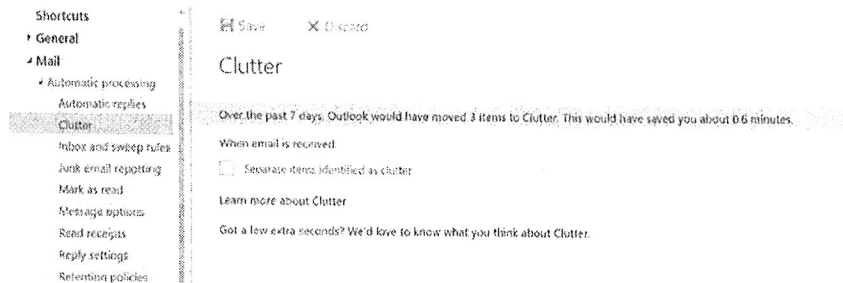 Shortcuts
General
Mail
Automatic processing
Automatic replies
Clutter
Inbox and sweep rules
Junk email reporting
Mark as read
Message options
Read receipts
Reply settings
Retention policies
Save
Discard
Clutter
Over the past 7 days, Outlook would have moved 3 items to Clutter. This would have saved you about 0.6 minutes.
When email is received:
Separate items identified as clutter
Learn more about Clutter
Got a few extra seconds? We'd love to know what you think about Clutter.